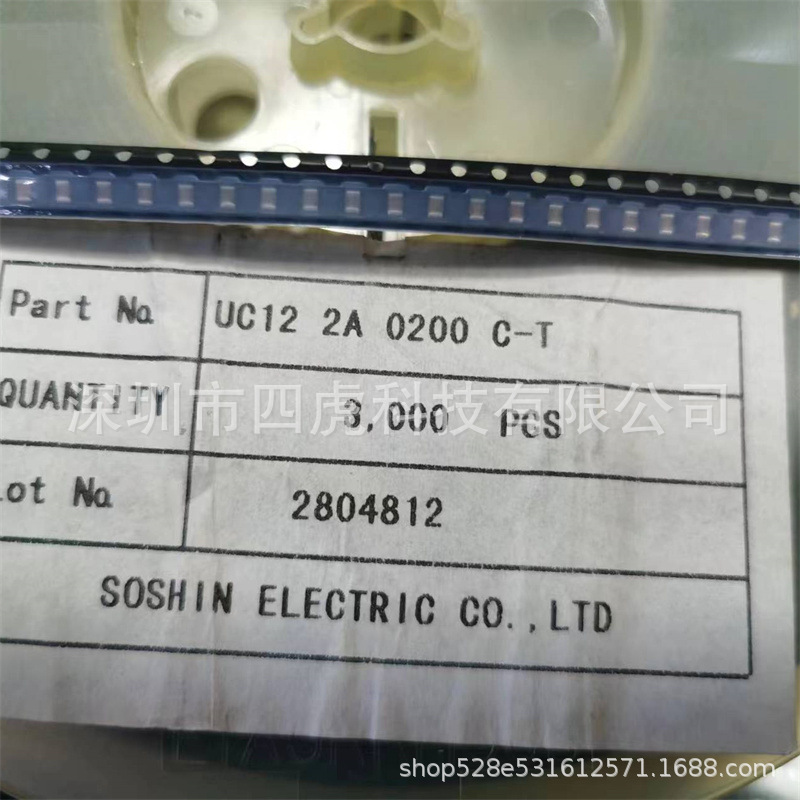 Part No. UC12 2A 0200 C-T
QUANTITY 3,000 PCS
深圳市四虎科技有限公司
Lot No. 2804812
SOSHIN ELECTRIC CO.,LTD
shop528e531612571.1688.com